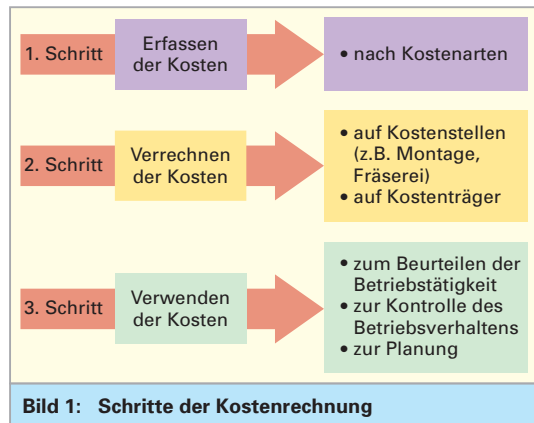 1. Schritt
Erfassen
der Kosten
• nach Kostenarten
2. Schritt
Verrechnen
der Kosten
• auf Kostenstellen
(z.B. Montage,
Fräserei)
• auf Kostenträger
3. Schritt
Verwenden
der Kosten
• zum Beurteilen der
Betriebstätigkeit
• zur Kontrolle des
Betriebsverhaltens
• zur Planung
Bild 1: Schritte der Kostenrechnung